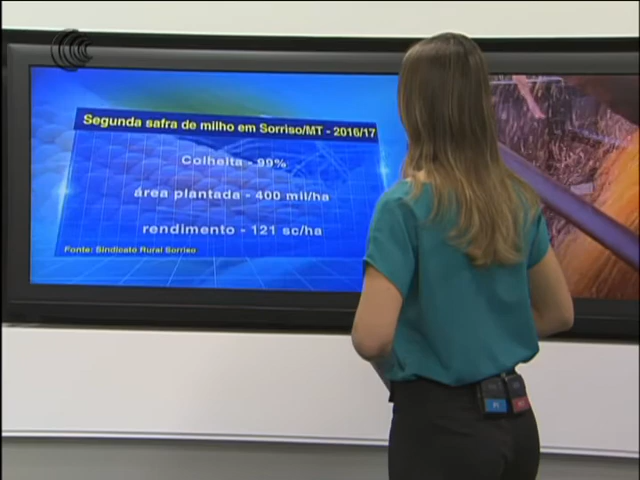 Segunda safra de milho em Sorriso/MT - 2016/17
Colheita - 99%
área plantada - 400 mil/ha
rendimento - 121 sc/ha
Fonte: Sindicato Rural Sorriso